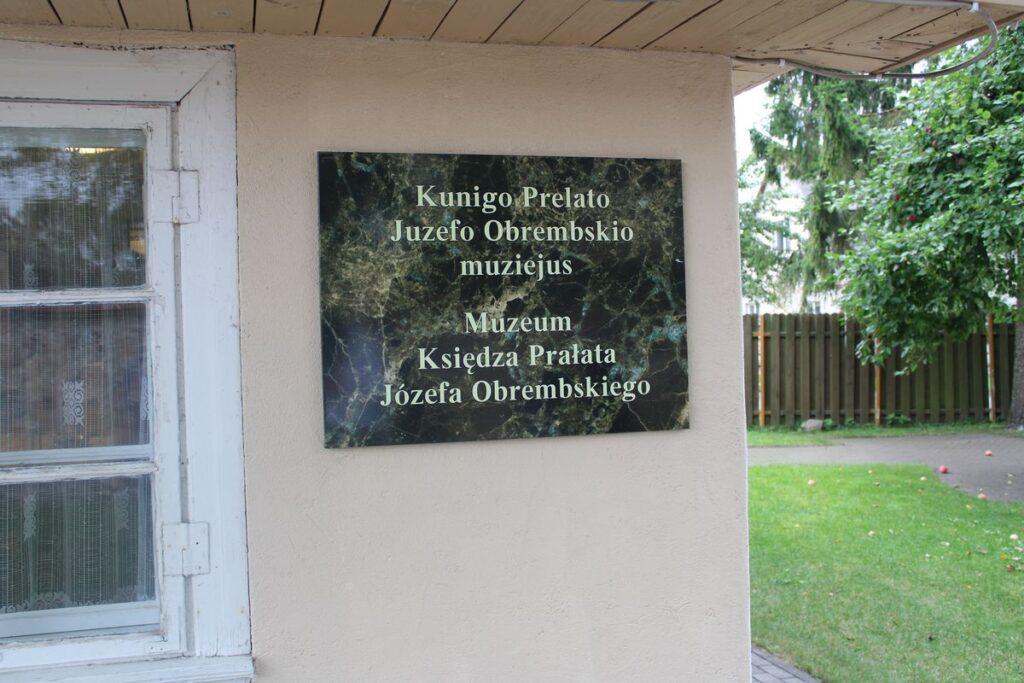 Kunigo Prelato
Juzefo Obrembskio
muziejus
Muzeum
Księdza Prałata
Józefa Obrembskiego